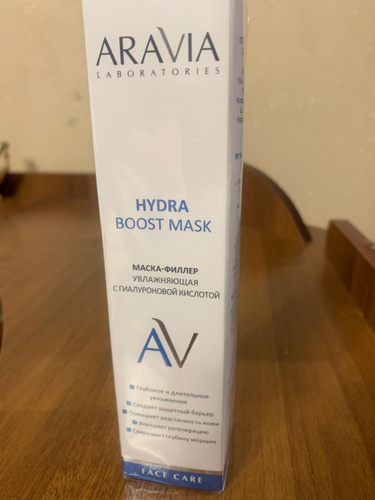 ARAVIA
LABORATORIES
HYDRA
BOOST MASK
МАСКА-ФИЛЛЕР
УВЛАЖНЯЮЩАЯ
С ГИАЛУРОНОВОЙ КИСЛОТОЙ
AV
Глубокое и длительное
увлажнение
Создает защитный барьер
Повышает эластичность кожи
Улучшает регенерацию
Сокращает глубину морщин
FACE CARE